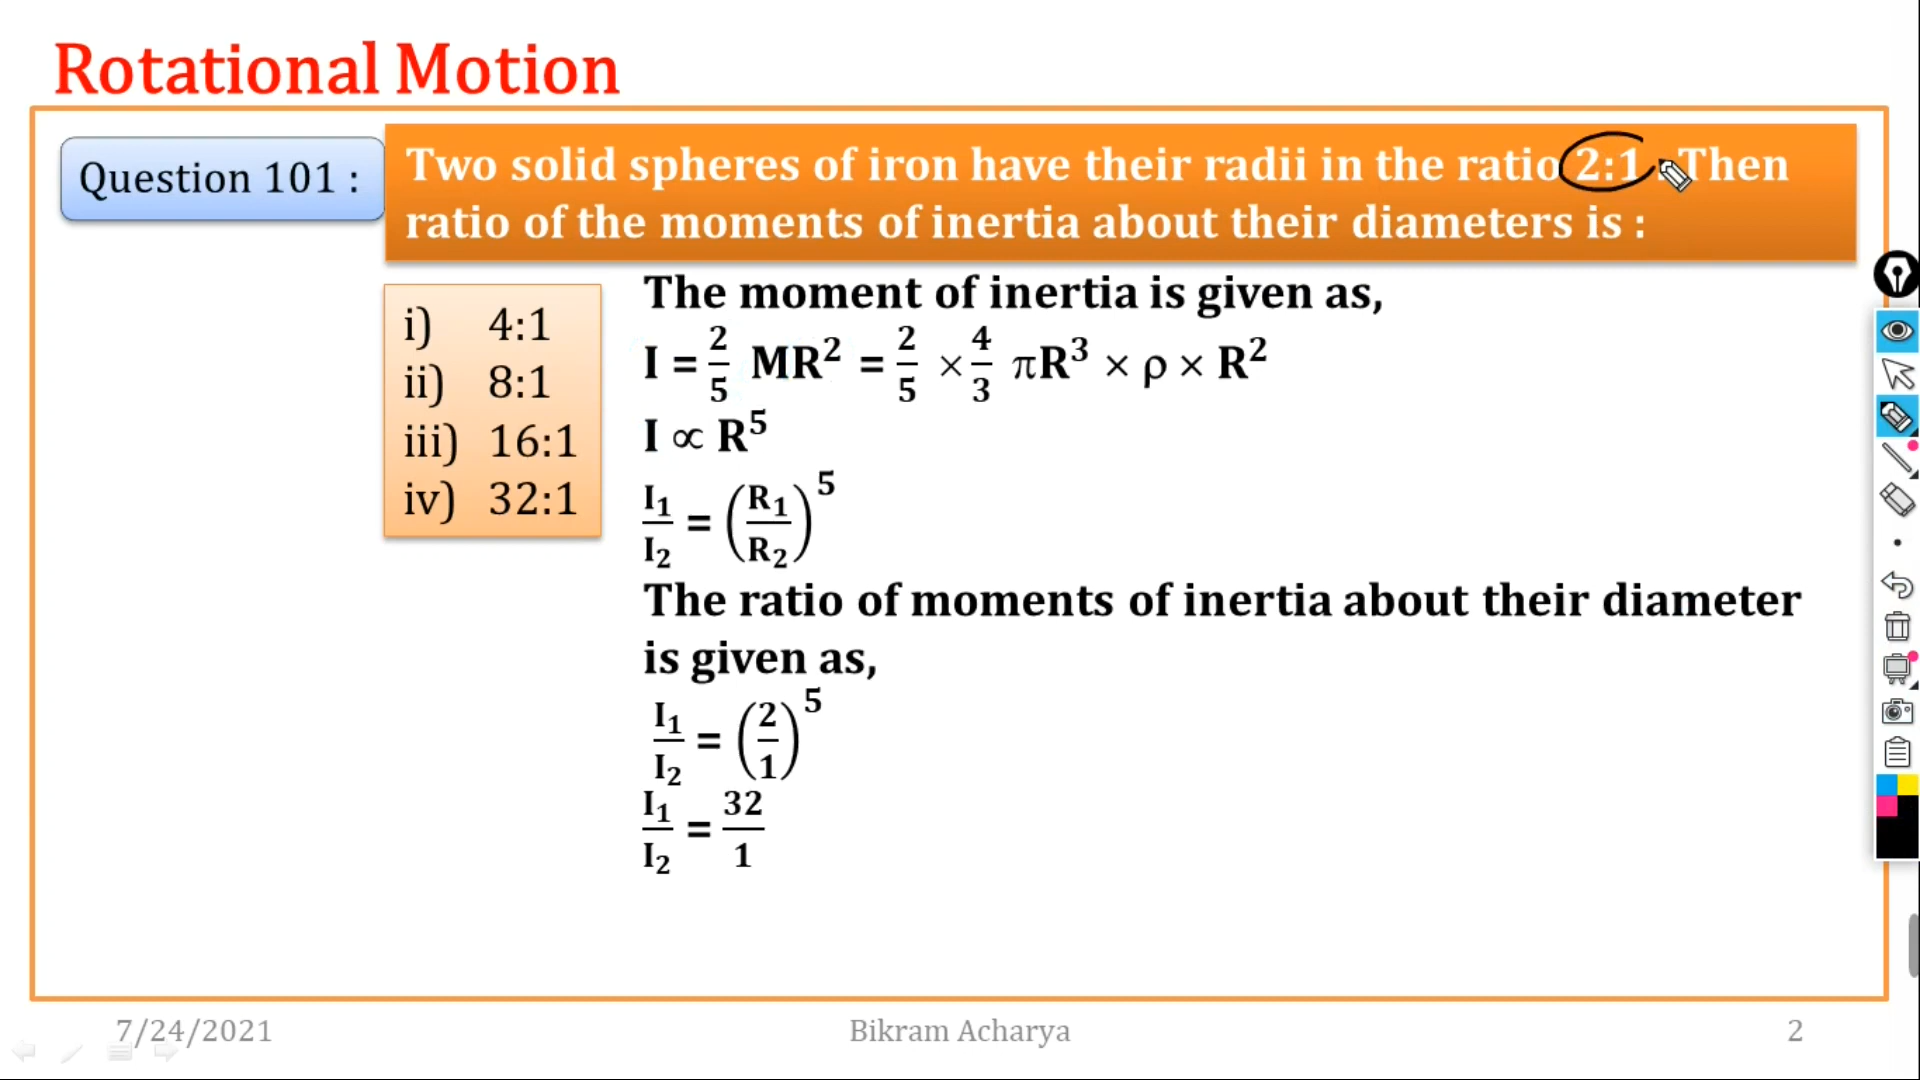 Rotational Motion
Question 101 :
Two solid spheres of iron have their radii in the ratio 2:1 . Then
ratio of the moments of inertia about their diameters is :
i) 4:1
ii) 8:1
iii) 16:1
iv) 32:1
The moment of inertia is given as,
I = 2/5 MR² = 2/5 × 4/3 πR³ × ρ × R²
I ∝ R⁵
I₁/I₂ = (R₁/R₂)⁵
The ratio of moments of inertia about their diameter
is given as,
I₁/I₂ = (2/1)⁵
I₁/I₂ = 32/1
7/24/2021
Bikram Acharya
2